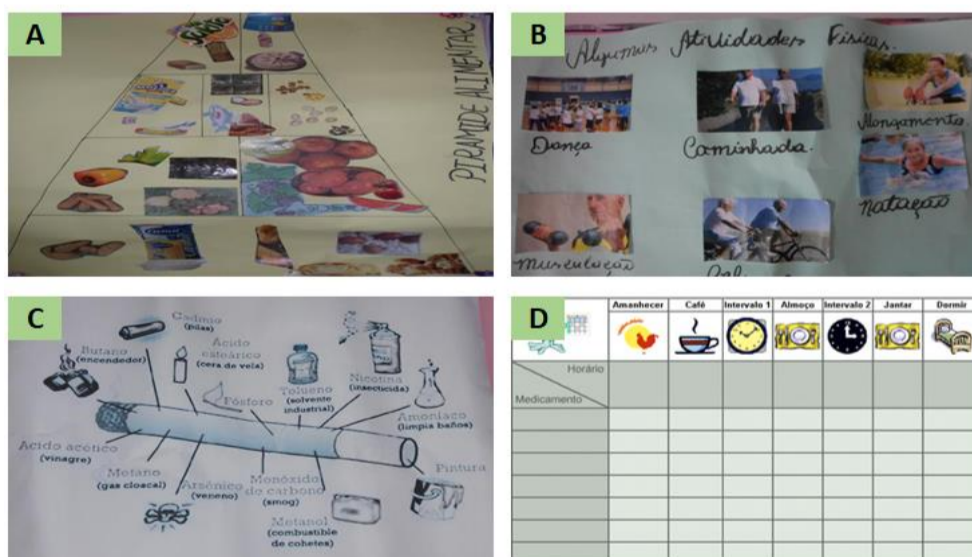 A
PIRAMIDE ALIMENTAR
B
Algumas Atividades Físicas.
Dança
Caminhada.
Alongamento
natação
musculação
C
Cadmio
(pilas)
Butano
(encendedor)
Ácido
esteárico
(cera de vela)
Fósforo
Tolueno
(solvente
industrial)
Nicotina
(insecticida)
Amoniaco
(limpia baños)
Pintura
Acido acético
(vinagre)
Metano
(gas cloacal)
Arsénico
(veneno)
Monóxido
de carbono
(smog)
Metanol
(combustible
de cohetes)
D
Amanhecer Café Intervalo 1 Almoço Intervalo 2 Jantar Dormir
Horário
Medicamento